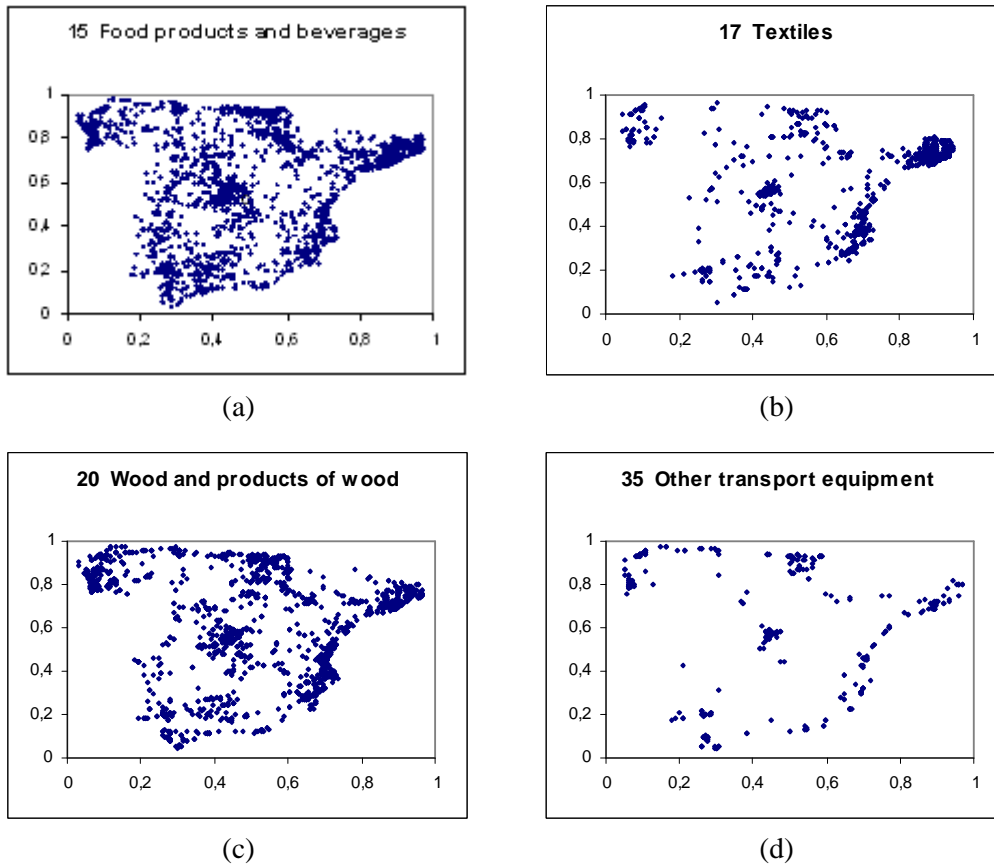 15 Food products and beverages
1
0,8
0,6
0,4
0,2
0
0 0,2 0,4 0,6 0,8 1
(a)
17 Textiles
1
0,8
0,6
0,4
0,2
0
0 0,2 0,4 0,6 0,8 1
(b)
20 Wood and products of wood
1
0,8
0,6
0,4
0,2
0
0 0,2 0,4 0,6 0,8 1
(c)
35 Other transport equipment
1
0,8
0,6
0,4
0,2
0
0 0,2 0,4 0,6 0,8 1
(d)